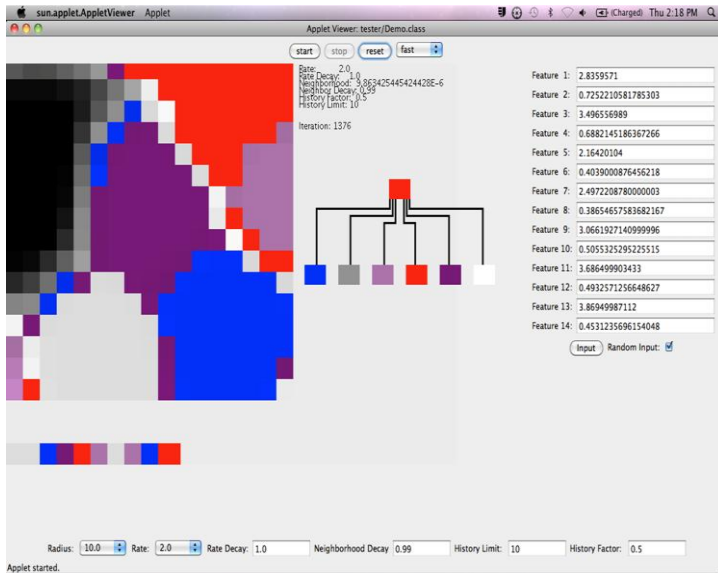 sun.applet.AppletViewer Applet (Charged) Thu 2:18 PM
Applet Viewer: tester/Demo.class
start stop reset fast
Rate: 2.0
Rate Decay: 1.0
Neighborhood: 9.863425445424428E-6
Neighbor Decay: 0.99
History Factor: 0.5
History Limit: 10
Iteration: 1376
Feature 1: 2.8359571
Feature 2: 0.7252210581785303
Feature 3: 3.496556989
Feature 4: 0.6882145186367266
Feature 5: 2.16420104
Feature 6: 0.4039000876456218
Feature 7: 2.4972208780000003
Feature 8: 0.38654657583682167
Feature 9: 3.0661927140999996
Feature 10: 0.5055325295225515
Feature 11: 3.686499903433
Feature 12: 0.4932571256648627
Feature 13: 3.86949987112
Feature 14: 0.4531235696154048
Input Random Input:
Radius: 10.0 Rate: 2.0 Rate Decay: 1.0 Neighborhood Decay 0.99 History Limit: 10 History Factor: 0.5
Applet started.